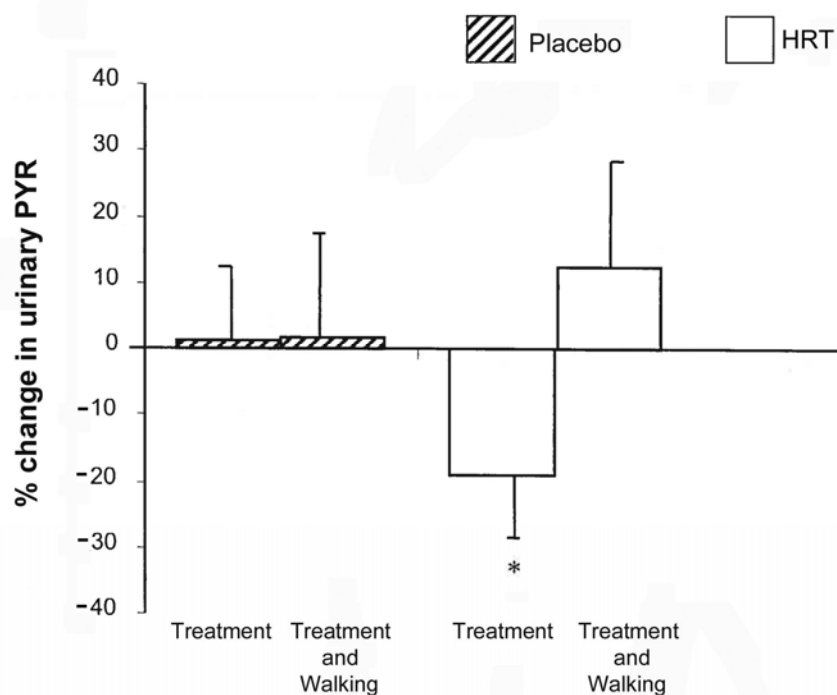 Placebo
HRT
% change in urinary PYR
40
30
20
10
0
−10
−20
−30
−40
*
Treatment
Treatment
and
Walking
Treatment
Treatment
and
Walking